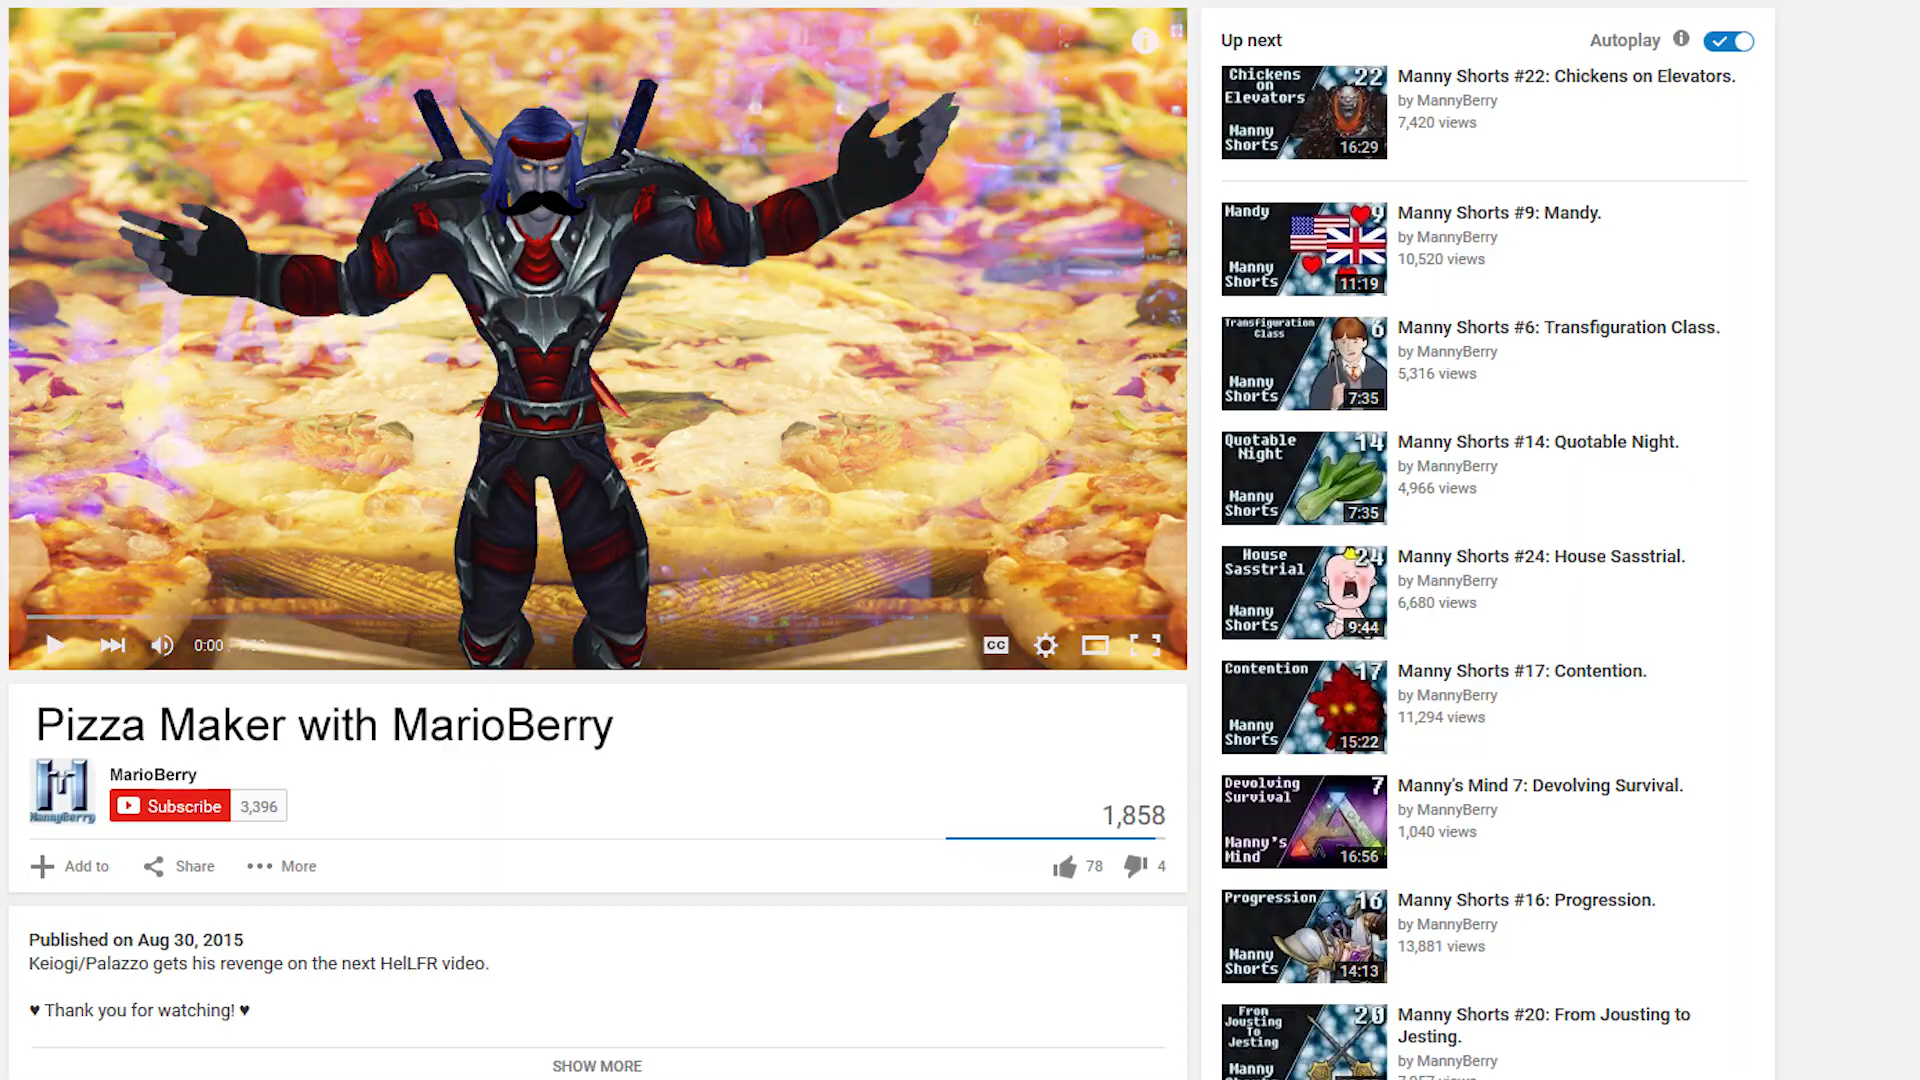 0:00
CC
Pizza Maker with MarioBerry
MannyBerry
MarioBerry
Subscribe
3,396
1,858
Add to
Share
More
78
4
Published on Aug 30, 2015
Keiogi/Palazzo gets his revenge on the next HelLFR video.
♥ Thank you for watching! ♥
SHOW MORE
Up next
Autoplay
Chickens on Elevators
22
Manny Shorts
16:29
Manny Shorts #22: Chickens on Elevators.
by MannyBerry
7,420 views
Mandy
9
Manny Shorts
11:19
Manny Shorts #9: Mandy.
by MannyBerry
10,520 views
Transfiguration Class
6
Manny Shorts
7:35
Manny Shorts #6: Transfiguration Class.
by MannyBerry
5,316 views
Quotable Night
14
Manny Shorts
7:35
Manny Shorts #14: Quotable Night.
by MannyBerry
4,966 views
House Sasstrial
24
Manny Shorts
9:44
Manny Shorts #24: House Sasstrial.
by MannyBerry
6,680 views
Contention
17
Manny Shorts
15:22
Manny Shorts #17: Contention.
by MannyBerry
11,294 views
Devolving Survival
7
Manny's Mind
16:56
Manny's Mind 7: Devolving Survival.
by MannyBerry
1,040 views
Progression
16
Manny Shorts
14:13
Manny Shorts #16: Progression.
by MannyBerry
13,881 views
From Jousting To Jesting
20
Manny
Manny Shorts #20: From Jousting to
Jesting.
by MannyBerry